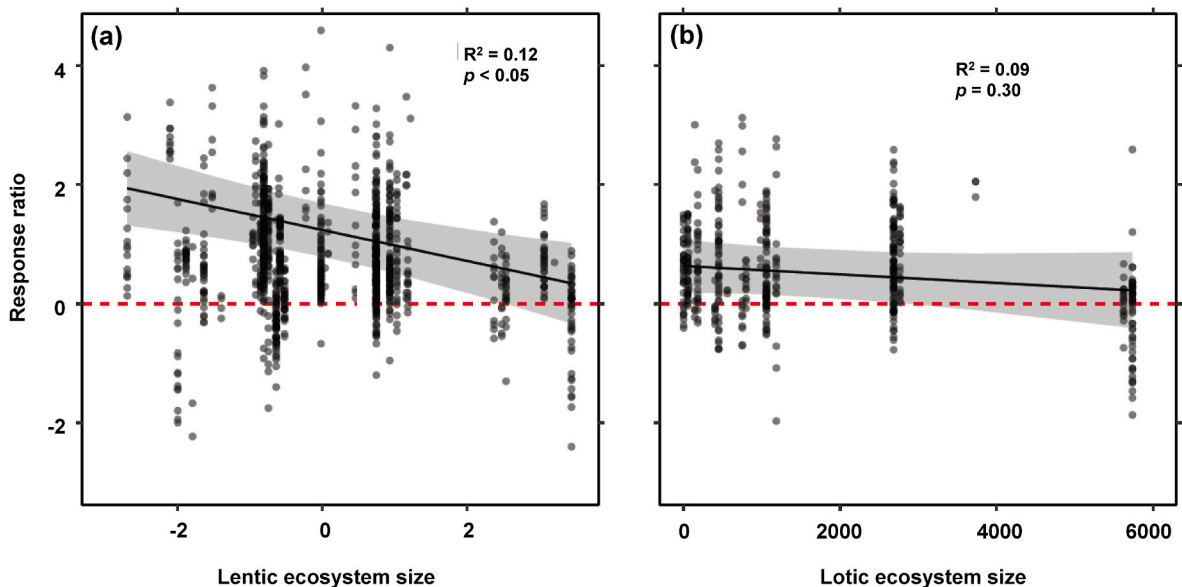 (a)
R² = 0.12
p < 0.05
(b)
R² = 0.09
p = 0.30
Response ratio
4
2
0
-2
-2
0
2
0
2000
4000
6000
Lentic ecosystem size
Lotic ecosystem size